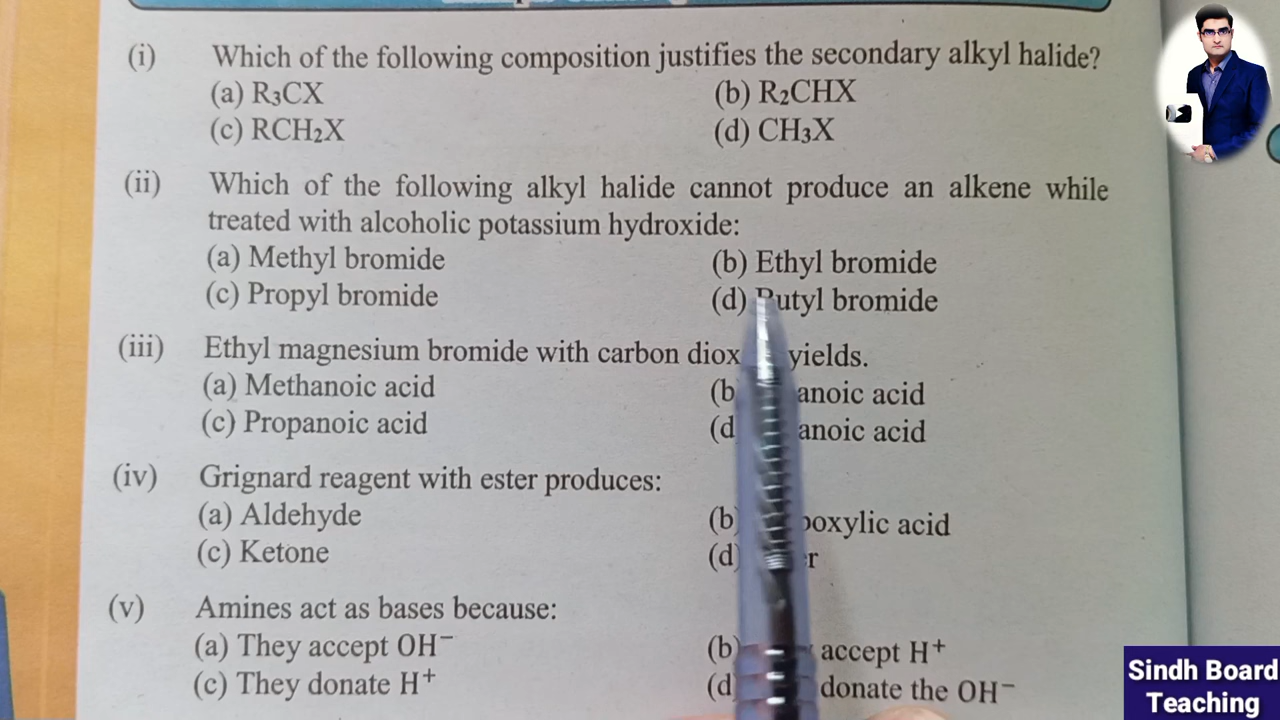 (i) Which of the following composition justifies the secondary alkyl halide?
(a) R₃CX (b) R₂CHX
(c) RCH₂X (d) CH₃X
(ii) Which of the following alkyl halide cannot produce an alkene while
treated with alcoholic potassium hydroxide:
(a) Methyl bromide (b) Ethyl bromide
(c) Propyl bromide (d) Butyl bromide
(iii) Ethyl magnesium bromide with carbon diox yields.
(a) Methanoic acid (b anoic acid
(c) Propanoic acid (d anoic acid
(iv) Grignard reagent with ester produces:
(a) Aldehyde (b) boxylic acid
(c) Ketone (d) r
(v) Amines act as bases because:
(a) They accept OH⁻ (b) accept H⁺
(c) They donate H⁺ (d donate the OH⁻
Sindh Board
Teaching